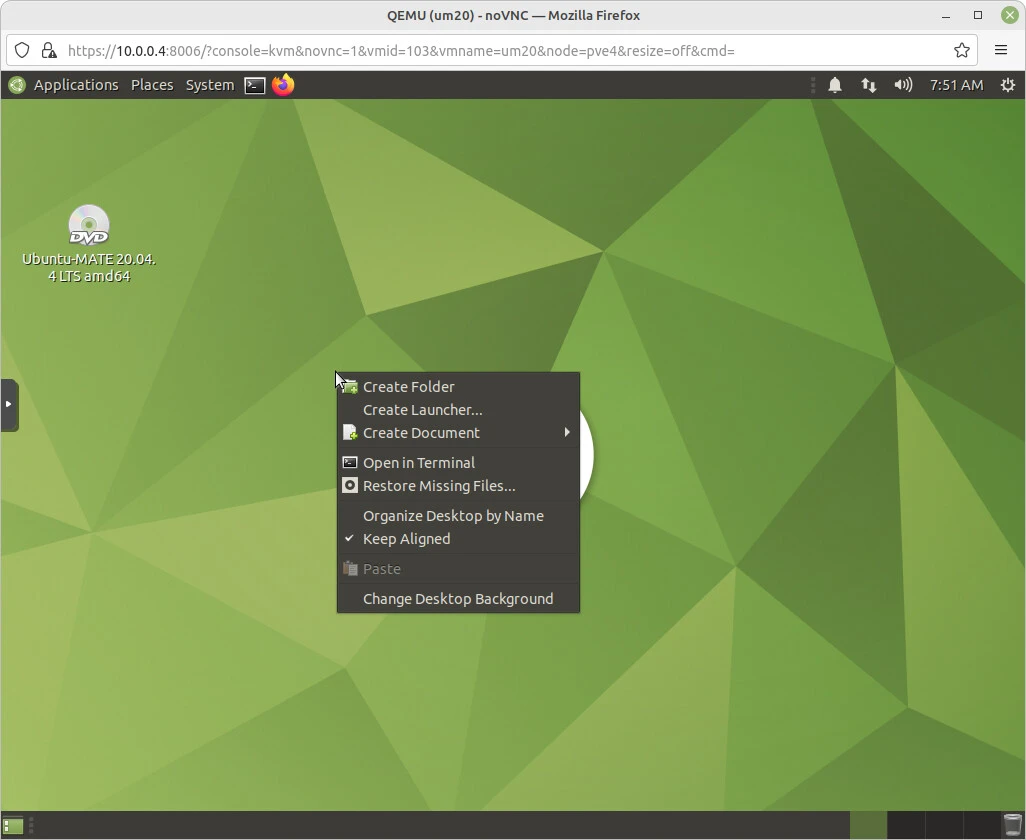 QEMU (um20) - noVNC — Mozilla Firefox
https://10.0.0.4:8006/?console=kvm&novnc=1&vmid=103&vmname=um20&node=pve4&resize=off&cmd=
Applications Places System 7:51 AM
DVD
Ubuntu-MATE 20.04.
4 LTS amd64
Create Folder
Create Launcher...
Create Document
Open in Terminal
Restore Missing Files...
Organize Desktop by Name
Keep Aligned
Paste
Change Desktop Background